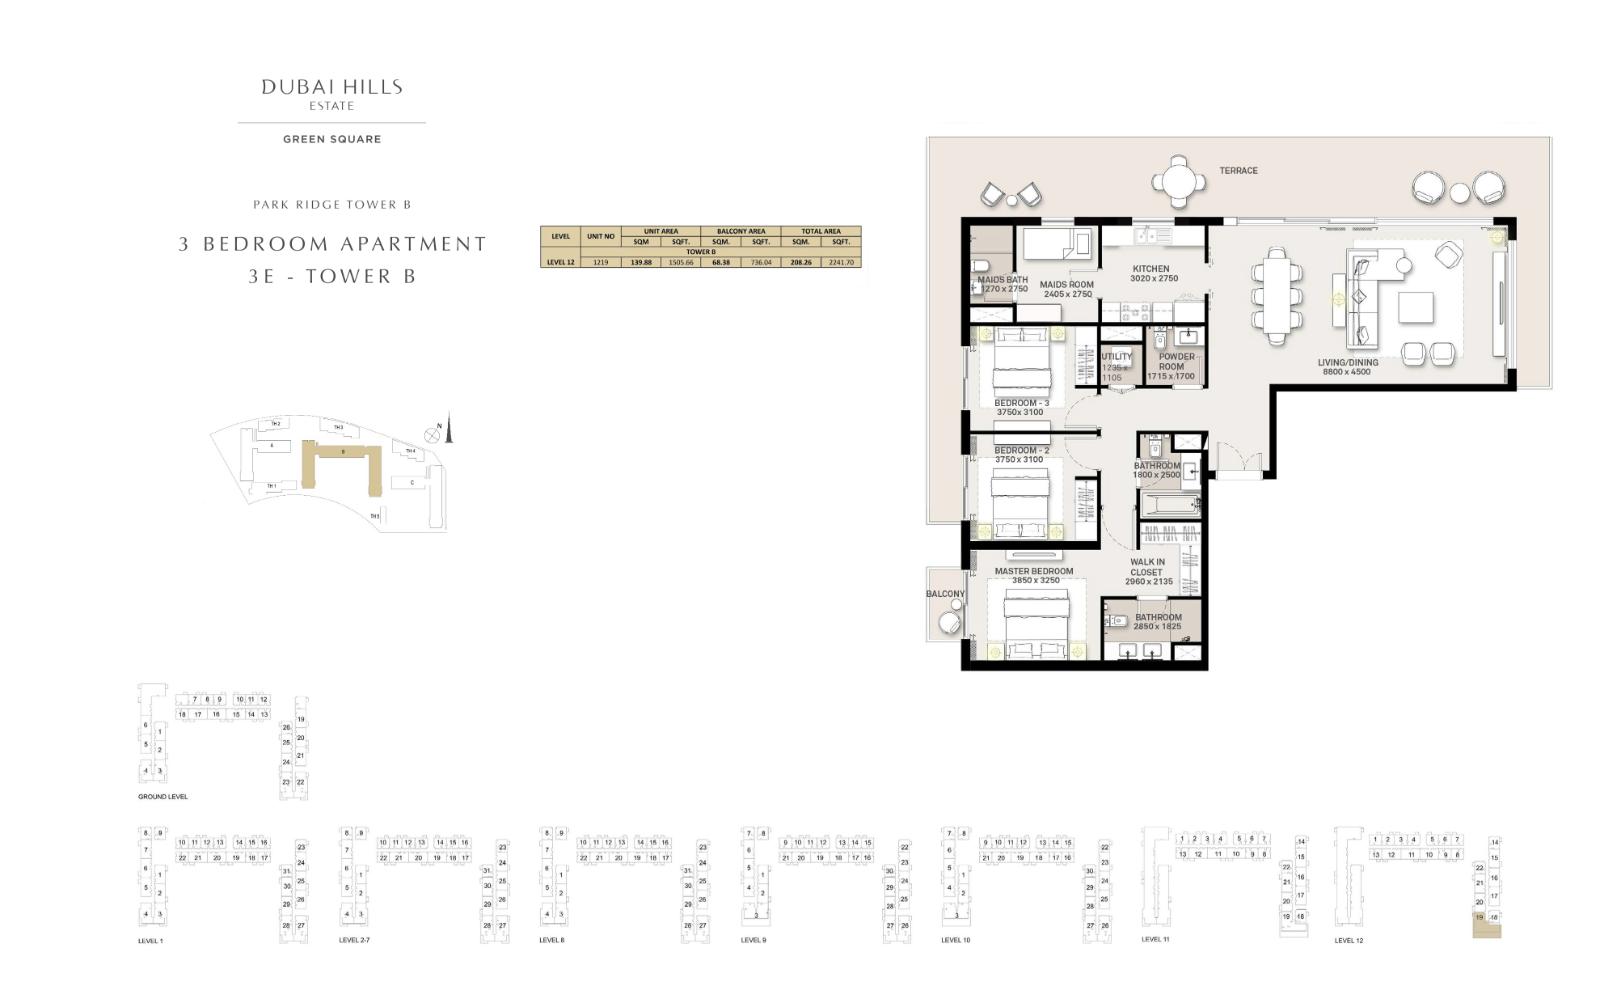 DUBAI HILLS
ESTATE
GREEN SQUARE
PARK RIDGE TOWER B
3 BEDROOM APARTMENT
3E - TOWER B
LEVEL UNIT NO UNIT AREA BALCONY AREA TOTAL AREA
SQM SQFT. SQM. SQFT. SQM. SQFT.
TOWER B
LEVEL 12 1219 139.88 1505.66 68.38 736.04 208.26 2241.70
TERRACE
MAIDS BATH
1270 x 2750
MAIDS ROOM
2405 x 2750
KITCHEN
3020 x 2750
UTILITY
1235 x
1105
POWDER
ROOM
1715 x 1700
LIVING/DINING
8800 x 4500
BEDROOM - 3
3750x 3100
BEDROOM - 2
3750 x 3100
BATHROOM
1800 x 2500
MASTER BEDROOM
3850 x 3250
WALK IN
CLOSET
2960 x 2135
BALCONY
BATHROOM
2850 x 1825
N
TH 2
TH 3
TH 4
A
B
C
TH 1
TH 5
7 8 9 10 11 12
18 17 16 15 14 13
6
5
4
1
2
3
19
26 20
25 21
24
23 22
GROUND LEVEL
8 9
7
6 1
5 2
4 3
10 11 12 13 14 15 16
22 21 20 19 18 17
23
24
31 25
30 26
29
28 27
LEVEL 1
8 9
7
6 1
5 2
4 3
10 11 12 13 14 15 16
22 21 20 19 18 17
23
24
31 25
30 26
29
28 27
LEVEL 2-7
8 9
7
6 1
5 2
4 3
10 11 12 13 14 15 16
22 21 20 19 18 17
23
24
31 25
30 26
29
28 27
LEVEL 8
7 8
6
5 1
4 2
3
9 10 11 12 13 14 15
21 20 19 18 17 16
22
23
30 24
29 25
28
27 26
LEVEL 9
7 8
6
5 1
4 2
3
9 10 11 12 13 14 15
21 20 19 18 17 16
22
23
30 24
29 25
28
27 26
LEVEL 10
1 2 3 4 5 6 7
13 12 11 10 9 8
14
15
22 16
21 17
20
19 18
LEVEL 11
1 2 3 4 5 6 7
13 12 11 10 9 8
14
15
22 16
21 17
20
19 18
LEVEL 12